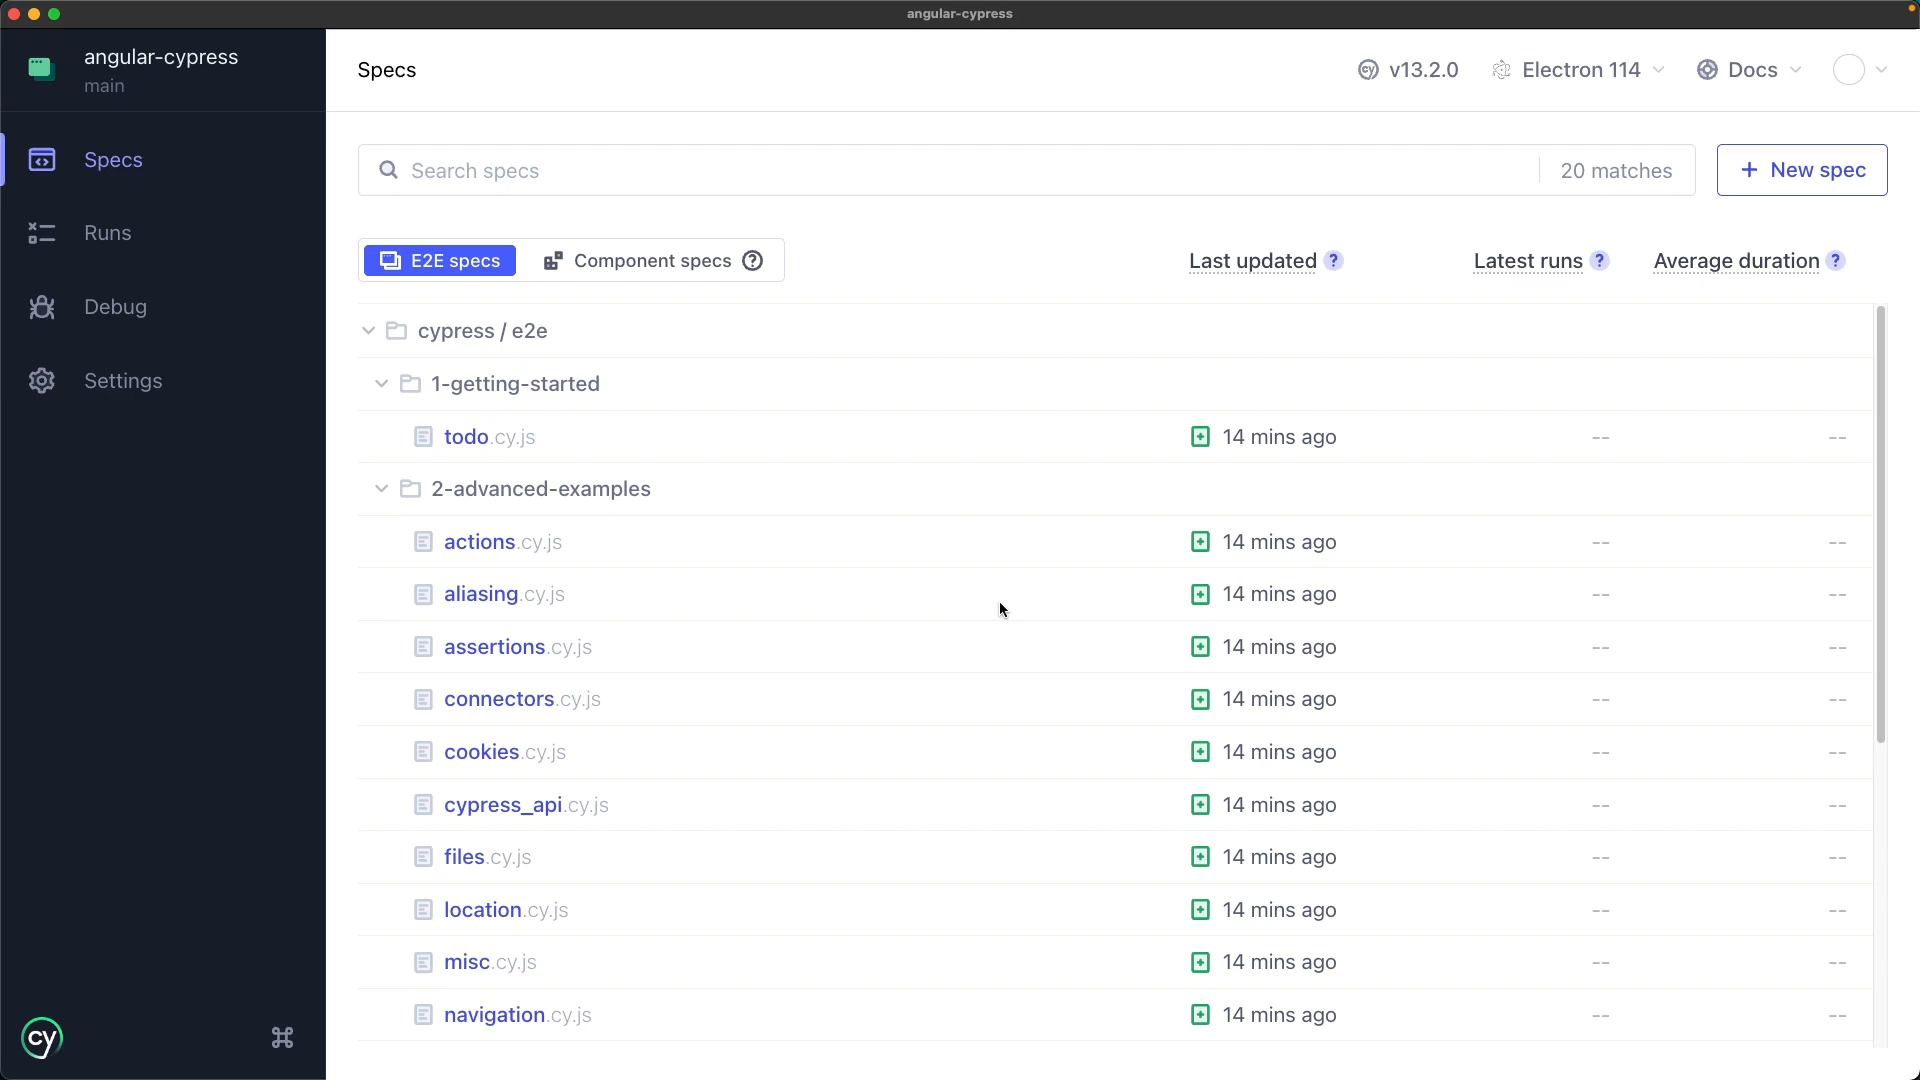 angular-cypress
angular-cypress
main
Specs
Runs
Debug
Settings
cy
⌘
Specs
cy v13.2.0
Electron 114
Docs
Search specs
20 matches
+ New spec
E2E specs
Component specs ?
Last updated ?
Latest runs ?
Average duration ?
cypress / e2e
1-getting-started
todo.cy.js 14 mins ago -- --
2-advanced-examples
actions.cy.js 14 mins ago -- --
aliasing.cy.js 14 mins ago -- --
assertions.cy.js 14 mins ago -- --
connectors.cy.js 14 mins ago -- --
cookies.cy.js 14 mins ago -- --
cypress_api.cy.js 14 mins ago -- --
files.cy.js 14 mins ago -- --
location.cy.js 14 mins ago -- --
misc.cy.js 14 mins ago -- --
navigation.cy.js 14 mins ago -- --